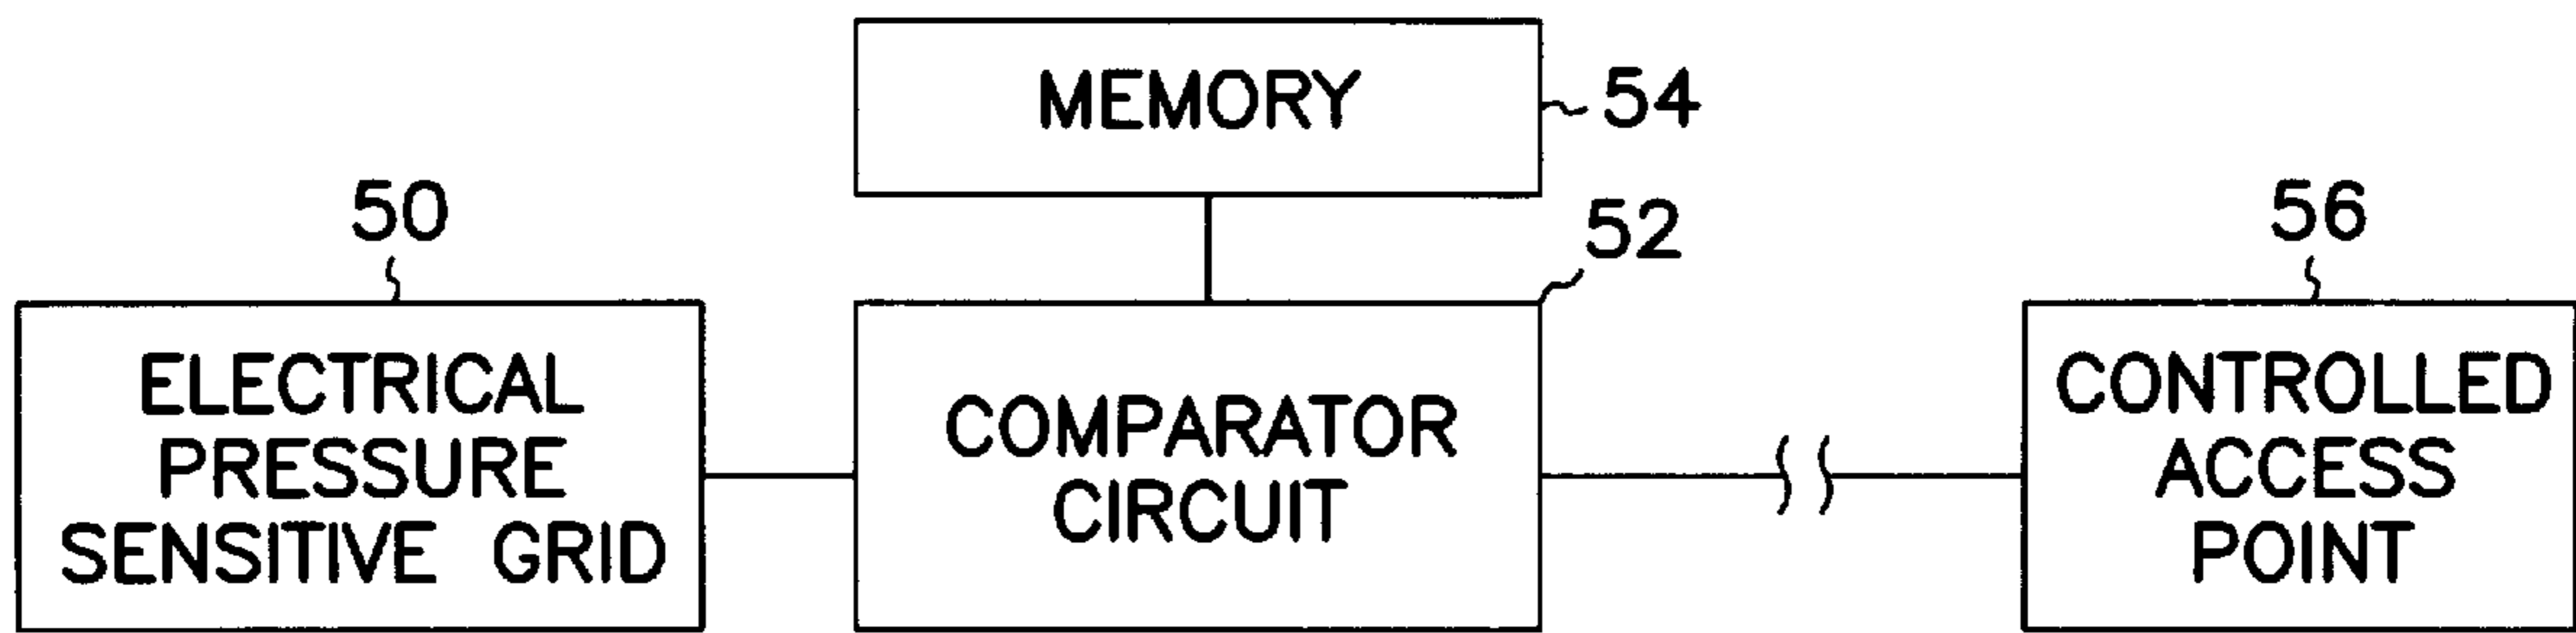 MEMORY
54
50
52
56
ELECTRICAL
PRESSURE
SENSITIVE GRID
COMPARATOR
CIRCUIT
CONTROLLED
ACCESS
POINT